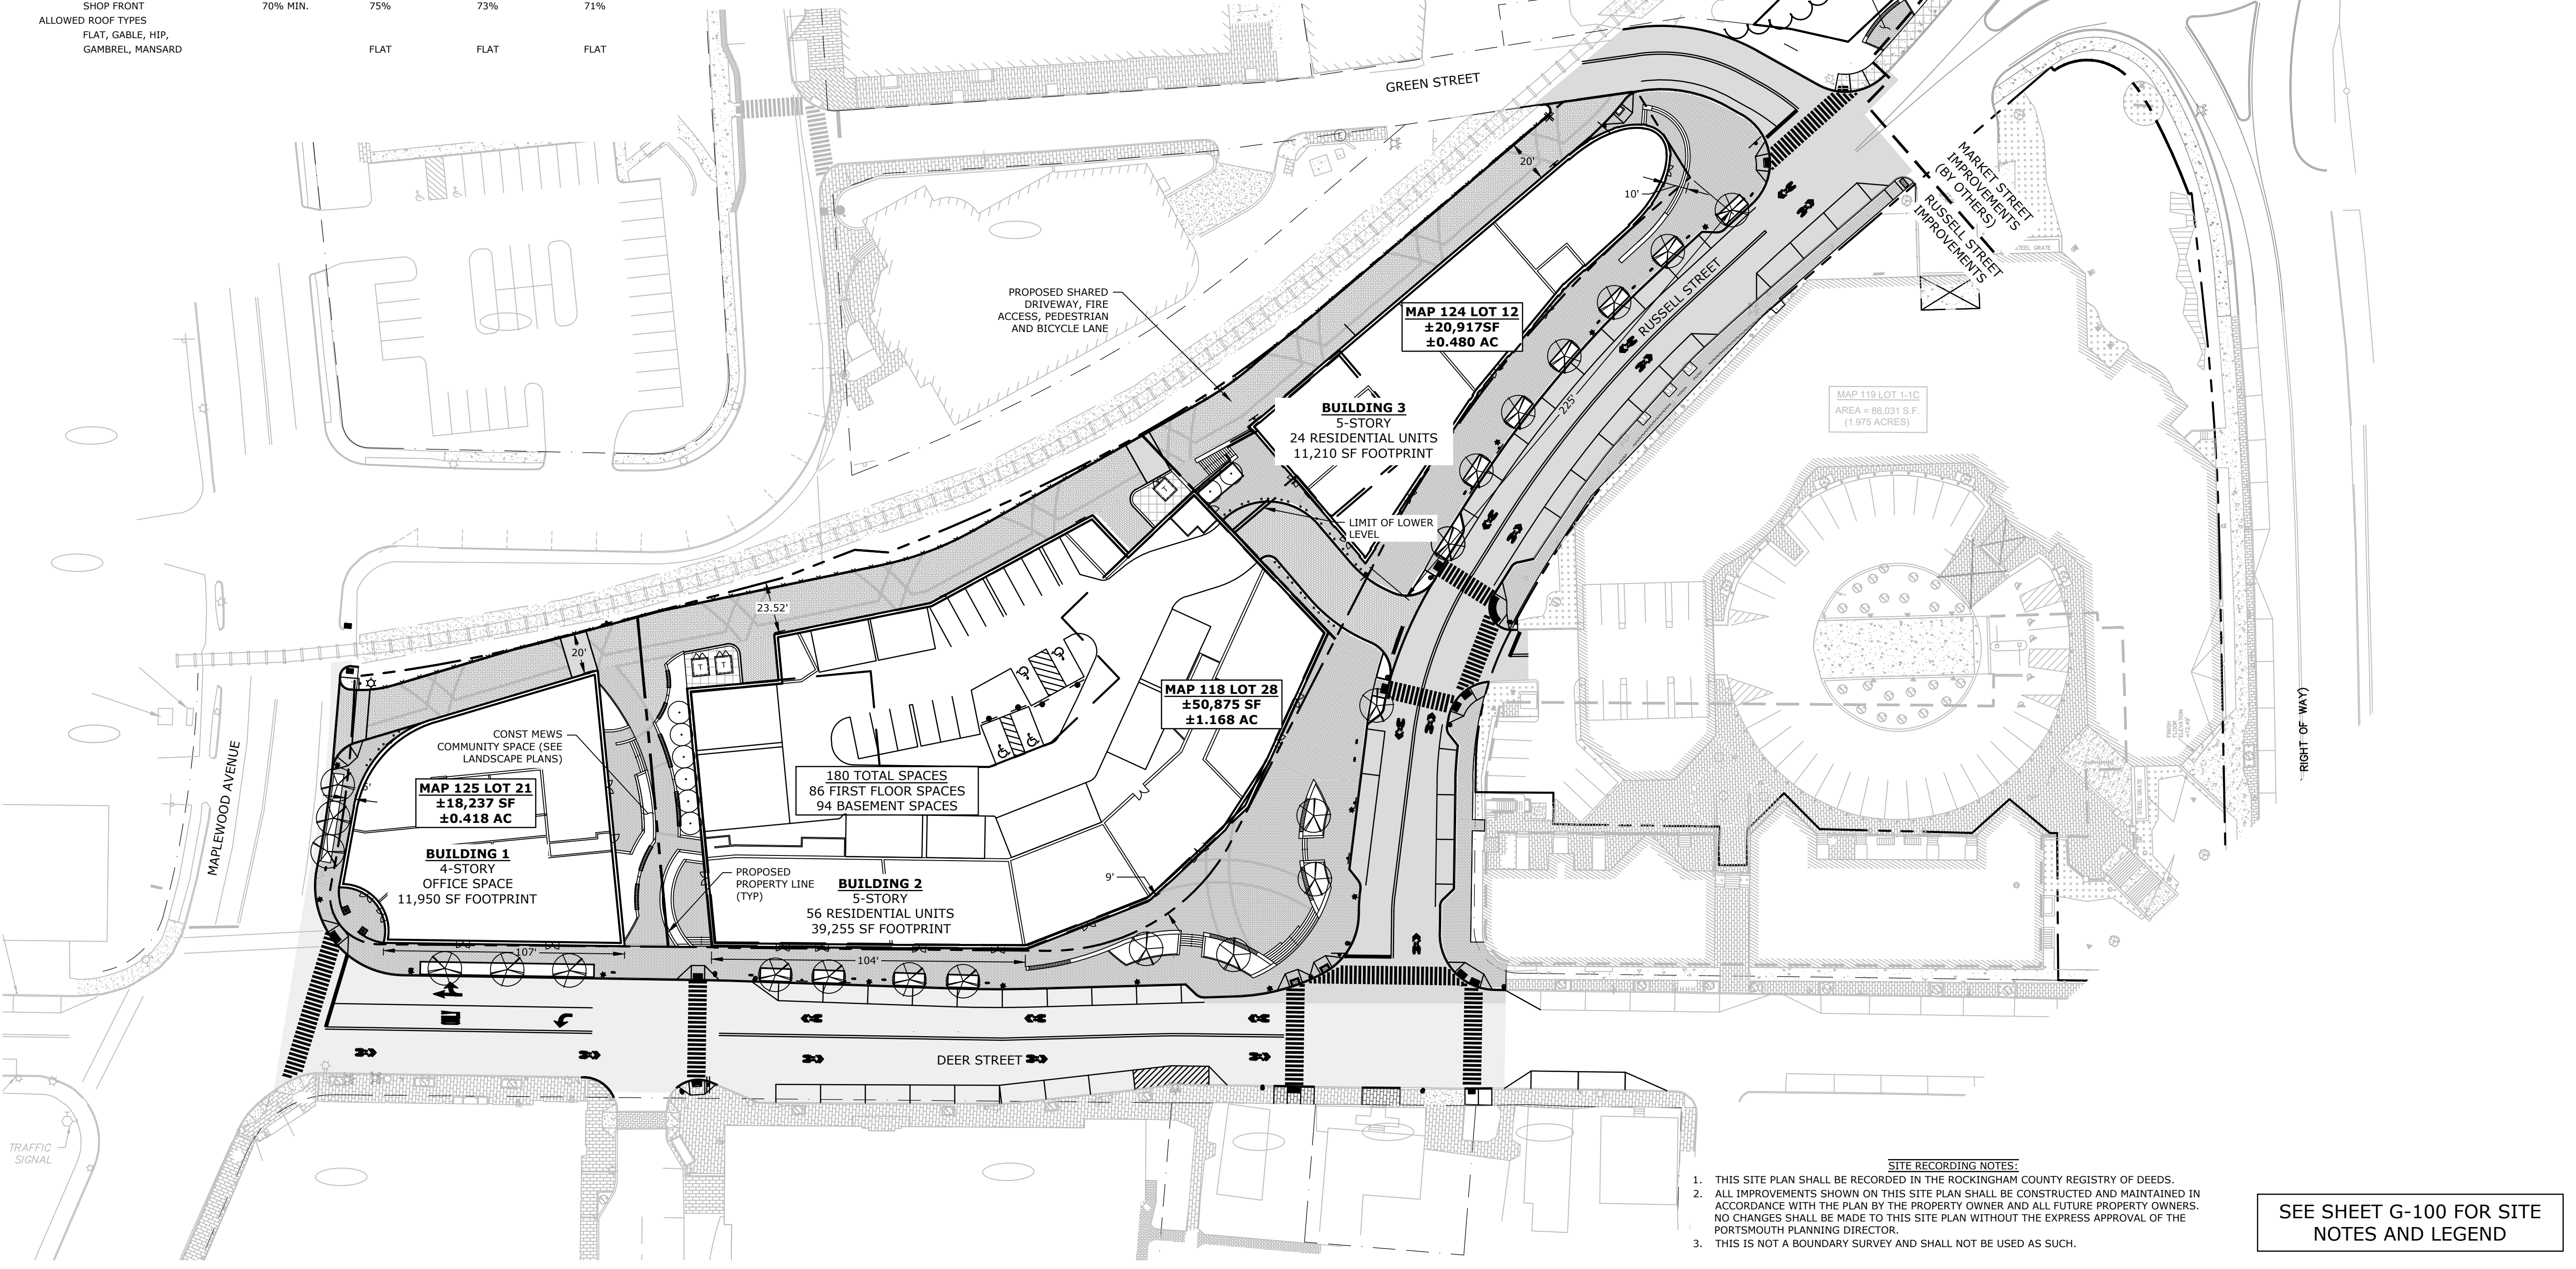 SHOP FRONT 70% MIN. 75% 73% 71%
ALLOWED ROOF TYPES
FLAT, GABLE, HIP,
GAMBREL, MANSARD FLAT FLAT FLAT
GREEN STREET
MARKET STREET
IMPROVEMENTS
(BY OTHERS)
RUSSELL STREET
IMPROVEMENTS
STEEL GRATE
20'
10'
PROPOSED SHARED
DRIVEWAY, FIRE
ACCESS, PEDESTRIAN
AND BICYCLE LANE
MAP 124 LOT 12
±20,917SF
±0.480 AC
RUSSELL STREET
225'
BUILDING 3
5-STORY
24 RESIDENTIAL UNITS
11,210 SF FOOTPRINT
MAP 119 LOT 1-1C
AREA = 86,031 S.F.
(1.975 ACRES)
LIMIT OF LOWER
LEVEL
T
23.52'
20'
T T
MAP 118 LOT 28
±50,875 SF
±1.168 AC
CONST MEWS
COMMUNITY SPACE (SEE
LANDSCAPE PLANS)
MAPLEWOOD AVENUE
MAP 125 LOT 21
±18,237 SF
±0.418 AC
180 TOTAL SPACES
86 FIRST FLOOR SPACES
94 BASEMENT SPACES
FINISH
FLOOR
ELEVATION
RIGHT OF WAY)
STEEL GRATE
BUILDING 1
4-STORY
OFFICE SPACE
11,950 SF FOOTPRINT
PROPOSED
PROPERTY LINE
(TYP)
BUILDING 2
5-STORY
56 RESIDENTIAL UNITS
39,255 SF FOOTPRINT
9'
107'
104'
DEER STREET
TRAFFIC
SIGNAL
SITE RECORDING NOTES:
1. THIS SITE PLAN SHALL BE RECORDED IN THE ROCKINGHAM COUNTY REGISTRY OF DEEDS.
2. ALL IMPROVEMENTS SHOWN ON THIS SITE PLAN SHALL BE CONSTRUCTED AND MAINTAINED IN
ACCORDANCE WITH THE PLAN BY THE PROPERTY OWNER AND ALL FUTURE PROPERTY OWNERS.
NO CHANGES SHALL BE MADE TO THIS SITE PLAN WITHOUT THE EXPRESS APPROVAL OF THE
PORTSMOUTH PLANNING DIRECTOR.
3. THIS IS NOT A BOUNDARY SURVEY AND SHALL NOT BE USED AS SUCH.
SEE SHEET G-100 FOR SITE
NOTES AND LEGEND